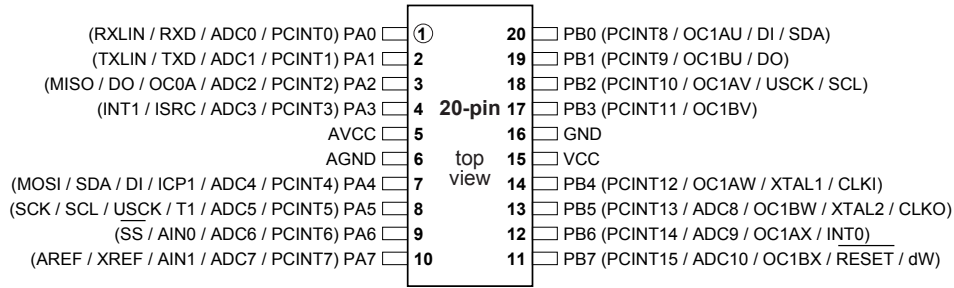 (RXLIN / RXD / ADC0 / PCINT0) PA0 1 20 PB0 (PCINT8 / OC1AU / DI / SDA)
(TXLIN / TXD / ADC1 / PCINT1) PA1 2 19 PB1 (PCINT9 / OC1BU / DO)
(MISO / DO / OC0A / ADC2 / PCINT2) PA2 3 18 PB2 (PCINT10 / OC1AV / USCK / SCL)
(INT1 / ISRC / ADC3 / PCINT3) PA3 4 20-pin 17 PB3 (PCINT11 / OC1BV)
AVCC 5 16 GND
AGND 6 top 15 VCC
view
(MOSI / SDA / DI / ICP1 / ADC4 / PCINT4) PA4 7 14 PB4 (PCINT12 / OC1AW / XTAL1 / CLKI)
(SCK / SCL / USCK / T1 / ADC5 / PCINT5) PA5 8 13 PB5 (PCINT13 / ADC8 / OC1BW / XTAL2 / CLKO)
(SS / AIN0 / ADC6 / PCINT6) PA6 9 12 PB6 (PCINT14 / ADC9 / OC1AX / INT0)
(AREF / XREF / AIN1 / ADC7 / PCINT7) PA7 10 11 PB7 (PCINT15 / ADC10 / OC1BX / RESET / dW)